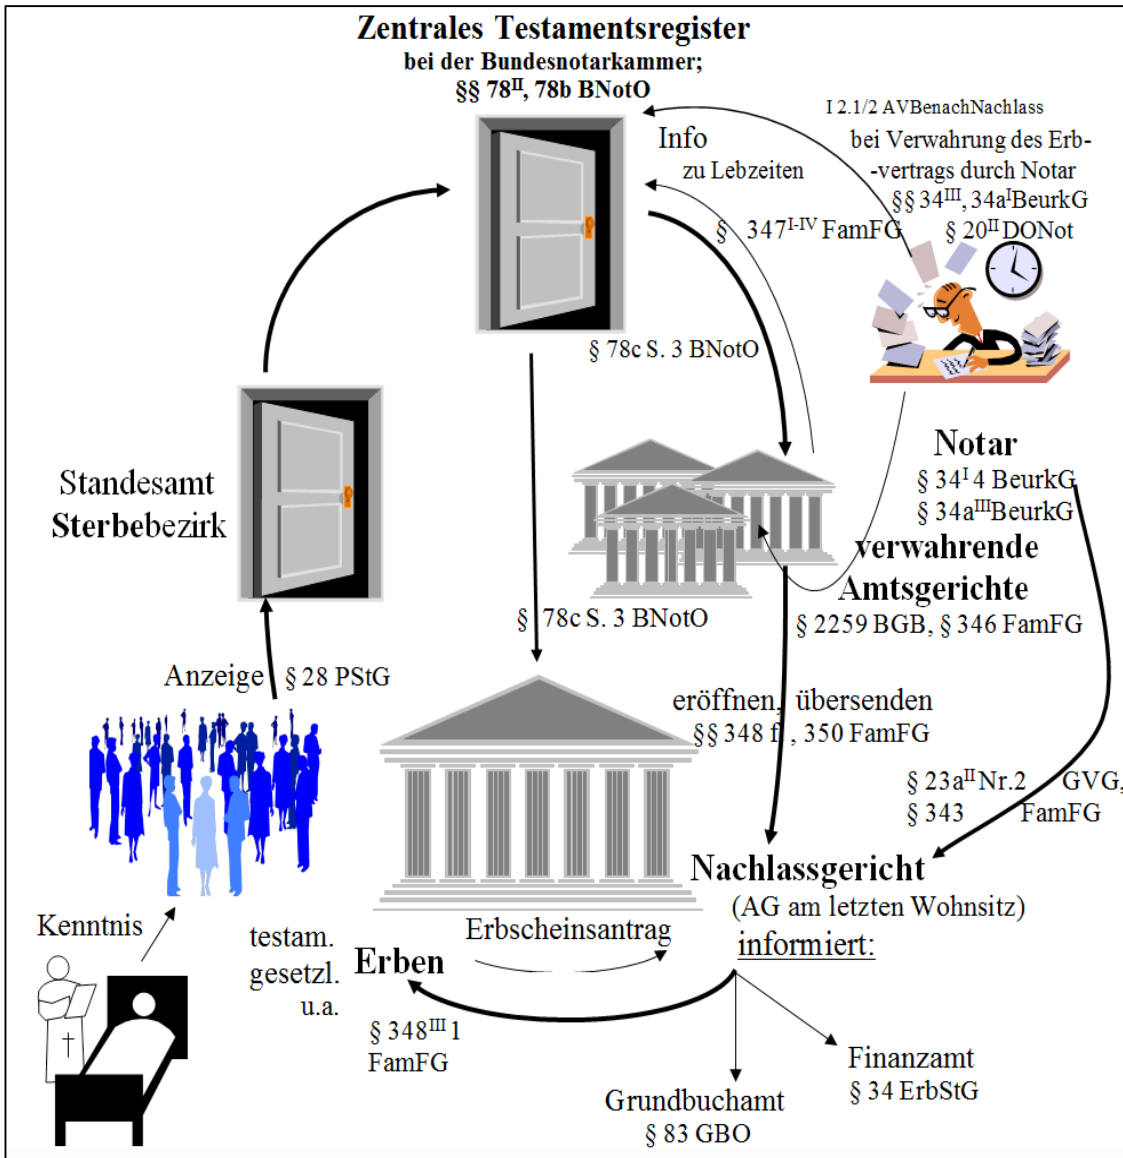 Zentrales Testamentsregister
bei der Bundesnotarkammer;
§§ 78II, 78b BNotO
I 2.1/2 AVBenachNachlass
bei Verwahrung des Erb-
-vertrags durch Notar
§§ 34III, 34aIBeurkG
§ 20II DONot
Info
zu Lebzeiten
§ 347I-IV FamFG
§ 78c S. 3 BNotO
Standesamt
Sterbebezirk
Notar
§ 34I 4 BeurkG
§ 34aIIIBeurkG
verwahrende
Amtsgerichte
§ 2259 BGB, § 346 FamFG
§ 78c S. 3 BNotO
Anzeige § 28 PStG
eröffnen, übersenden
§§ 348 f, 350 FamFG
§ 23aII Nr.2 GVG,
§ 343 FamFG
Nachlassgericht
(AG am letzten Wohnsitz)
informiert:
Kenntnis
Erbscheinsantrag
testam.
gesetzl.
u.a.
Erben
§ 348III 1
FamFG
Finanzamt
§ 34 ErbStG
Grundbuchamt
§ 83 GBO